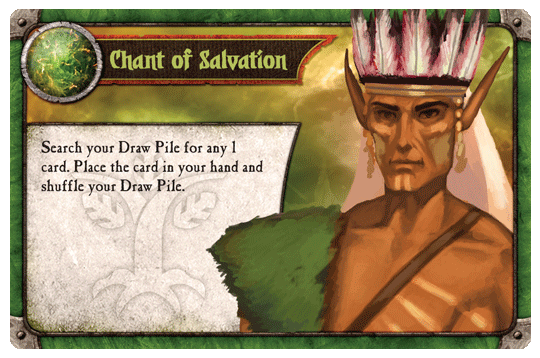 Chant of Salvation
Search your Draw Pile for any 1
card. Place the card in your hand and
shuffle your Draw Pile.